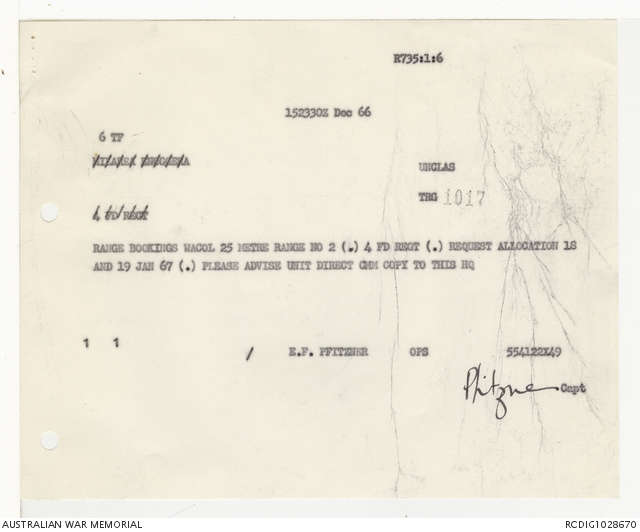 R735:1:6
152330Z Dec 66
6 TF
UNCLAS
TRG 1017
4 FD REGT
RANGE BOOKINGS WACOL 25 METRE RANGE NO 2 (.) 4 FD REGT (.) REQUEST ALLOCATION 18
AND 19 JAN 67 (.) PLEASE ADVISE UNIT DIRECT CMM COPY TO THIS HQ
1 1 / E.F. PFITZNER OPS 554122X49
Pfitzner Capt
AUSTRALIAN WAR MEMORIAL RCDIG1028670